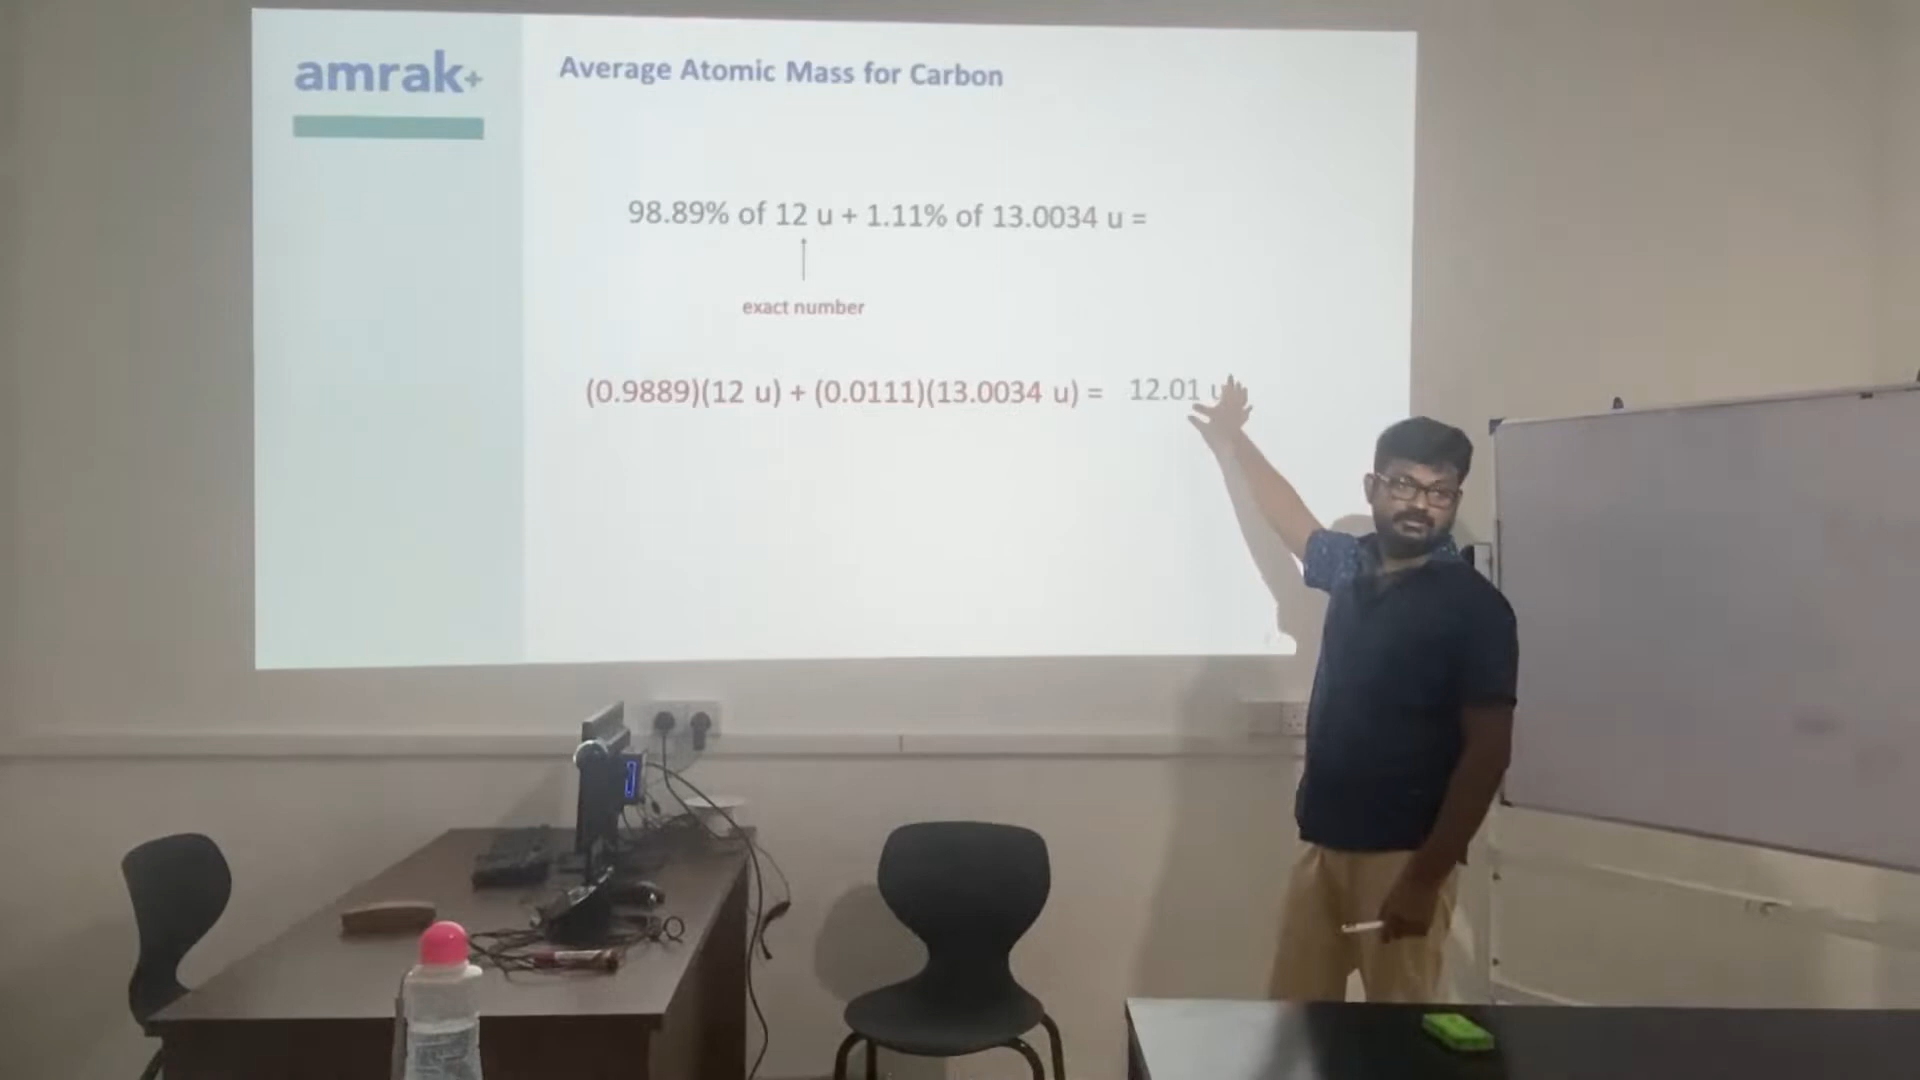 amrak+
Average Atomic Mass for Carbon
98.89% of 12 u + 1.11% of 13.0034 u =
exact number
(0.9889)(12 u) + (0.0111)(13.0034 u) = 12.01 u